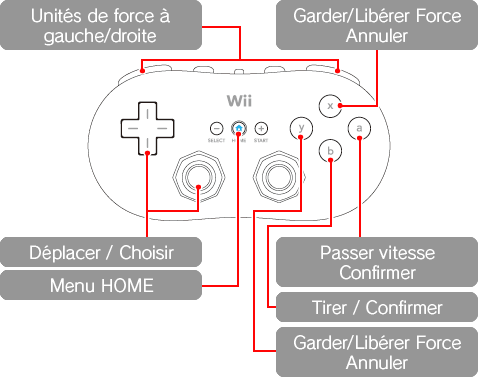 Unités de force à
gauche/droite
Garder/Libérer Force
Annuler
Wii
x
y
a
b
SELECT HOME START
Déplacer / Choisir
Menu HOME
Passer vitesse
Confirmer
Tirer / Confirmer
Garder/Libérer Force
Annuler